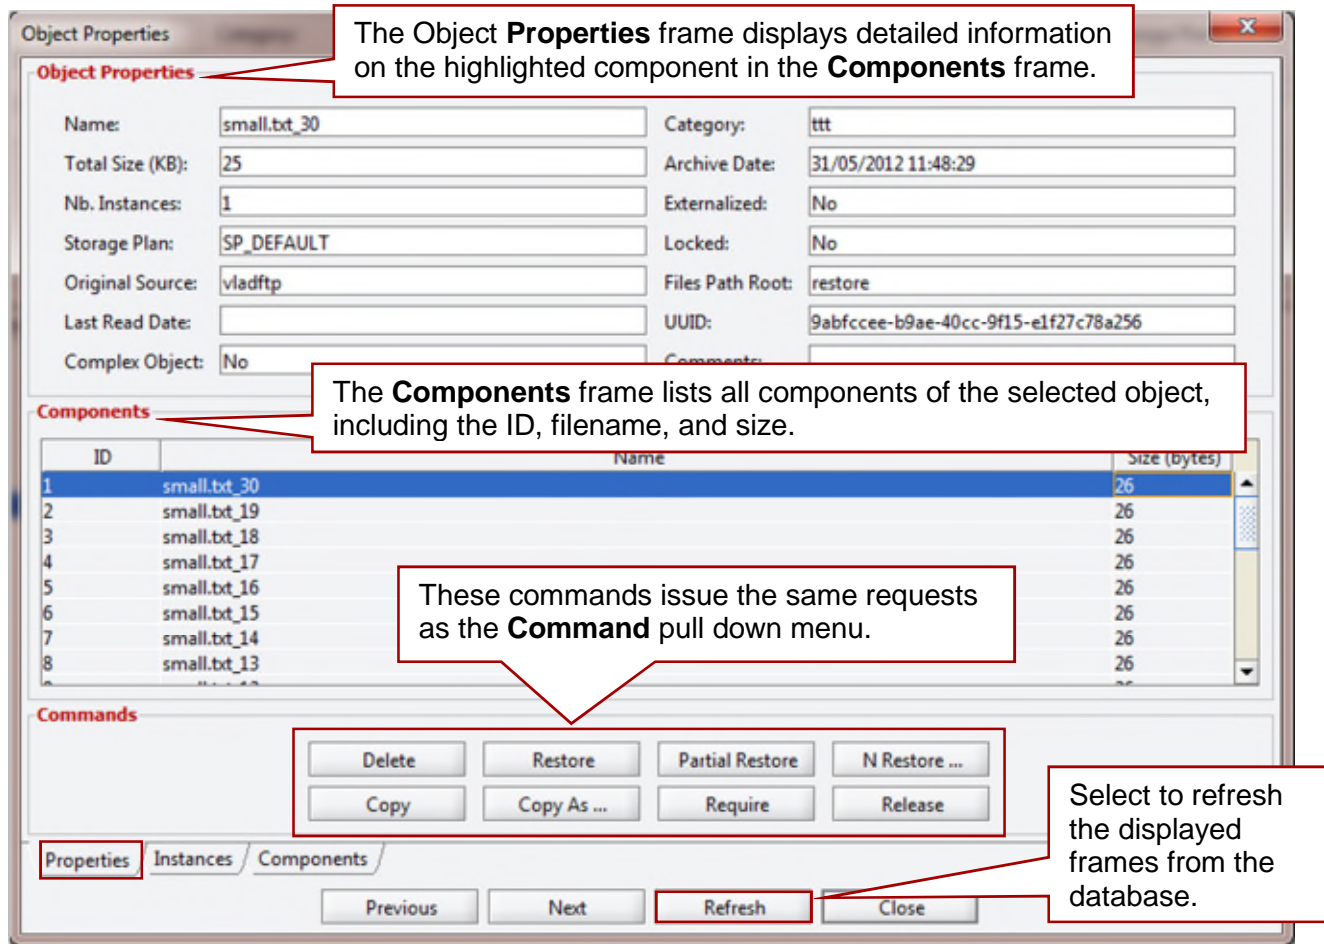 Object Properties
The Object Properties frame displays detailed information
on the highlighted component in the Components frame.
Object Properties
Name: small.txt_30 Category: ttt
Total Size (KB): 25 Archive Date: 31/05/2012 11:48:29
Nb. Instances: 1 Externalized: No
Storage Plan: SP_DEFAULT Locked: No
Original Source: vladftp Files Path Root: restore
Last Read Date: UUID: 9abfccee-b9ae-40cc-9f15-e1f27c78a256
Complex Object: No Comments:
The Components frame lists all components of the selected object,
including the ID, filename, and size.
Components
ID Name Size (bytes)
1 small.txt_30 26
2 small.txt_19 26
3 small.txt_18 26
4 small.txt_17 26
5 small.txt_16 26
6 small.txt_15 26
7 small.txt_14 26
8 small.txt_13 26
These commands issue the same requests
as the Command pull down menu.
Commands
Delete Restore Partial Restore N Restore ...
Copy Copy As ... Require Release
Select to refresh
the displayed
frames from the
database.
Properties Instances Components
Previous Next Refresh Close